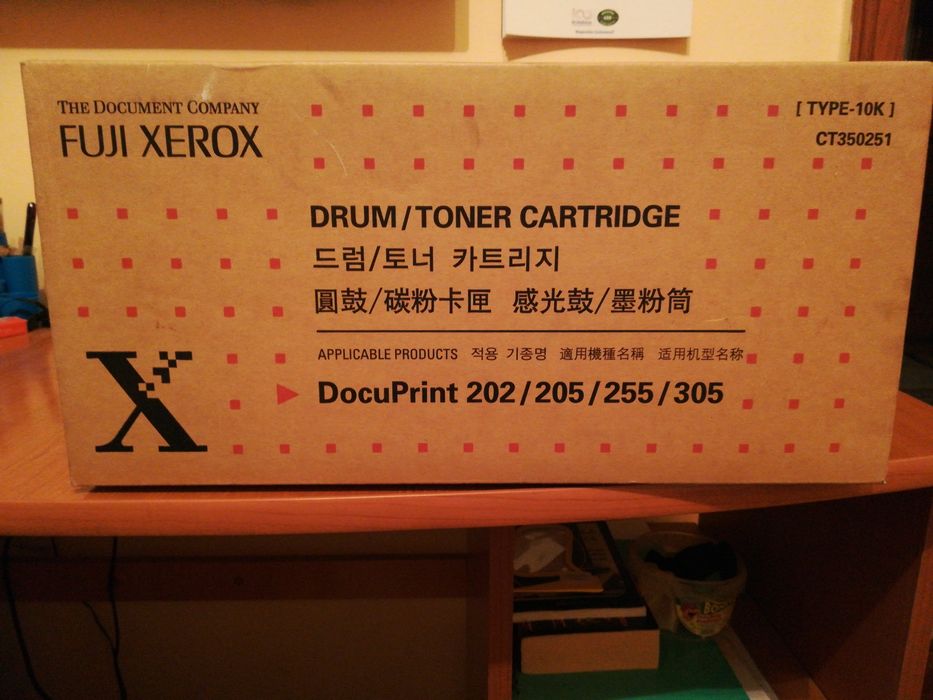 THE DOCUMENT COMPANY
FUJI XEROX
[ TYPE-10K ]
CT350251
DRUM/TONER CARTRIDGE
드럼/토너 카트리지
圓鼓/碳粉卡匣 感光鼓/墨粉筒
APPLICABLE PRODUCTS 적용 기종명 適用機種名稱 适用机型名称
DocuPrint 202/205/255/305